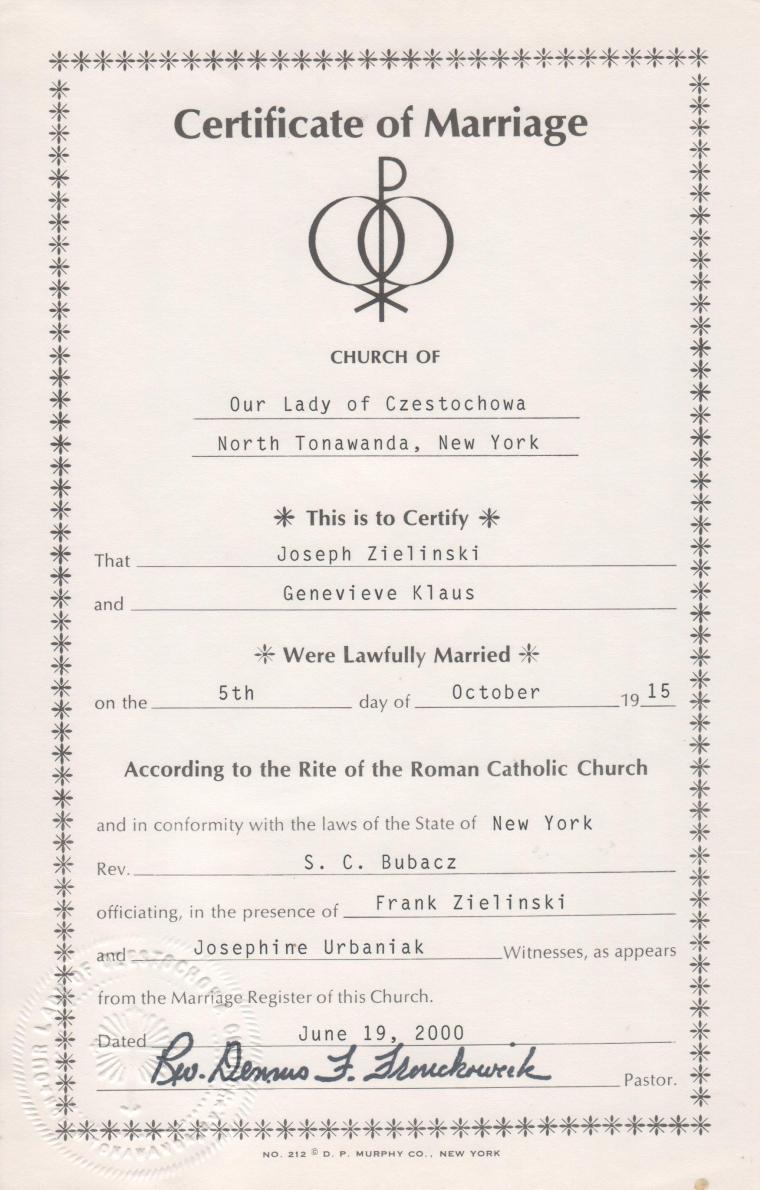 Certificate of Marriage
CHURCH OF
Our Lady of Czestochowa
North Tonawanda, New York
This is to Certify
That Joseph Zielinski
and Genevieve Klaus
Were Lawfully Married
on the 5th day of October 19 15
According to the Rite of the Roman Catholic Church
and in conformity with the laws of the State of New York
Rev. S. C. Bubacz
officiating, in the presence of Frank Zielinski
and Josephine Urbaniak Witnesses, as appears
from the Marriage Register of this Church.
Dated June 19, 2000
Rev. Dennis F. Fronckowiak Pastor.
NO. 212 © D. P. MURPHY CO., NEW YORK